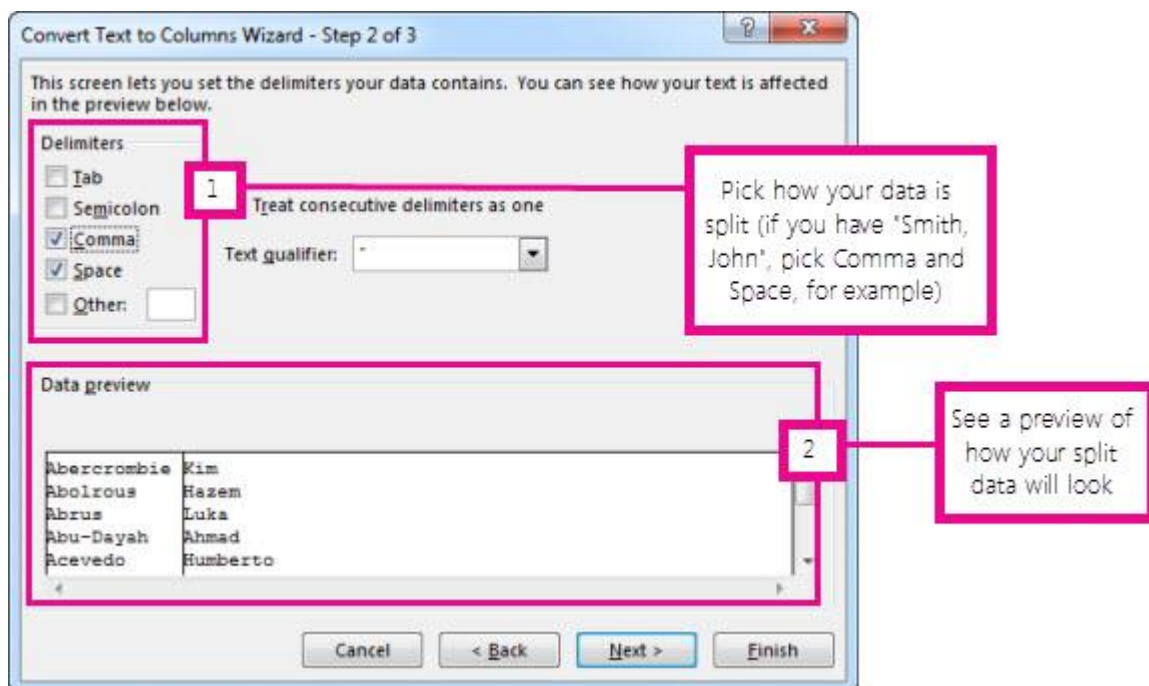 Convert Text to Columns Wizard - Step 2 of 3
This screen lets you set the delimiters your data contains. You can see how your text is affected
in the preview below.
Delimiters
Tab
Semicolon
Comma
Space
Other:
1
Treat consecutive delimiters as one
Text qualifier: "
Pick how your data is
split (if you have "Smith,
John", pick Comma and
Space, for example)
Data preview
Abercrombie Kim
Abolrous Hazem
Abrus Luka
Abu-Dayah Ahmad
Acevedo Humberto
2
See a preview of
how your split
data will look
Cancel < Back Next > Finish